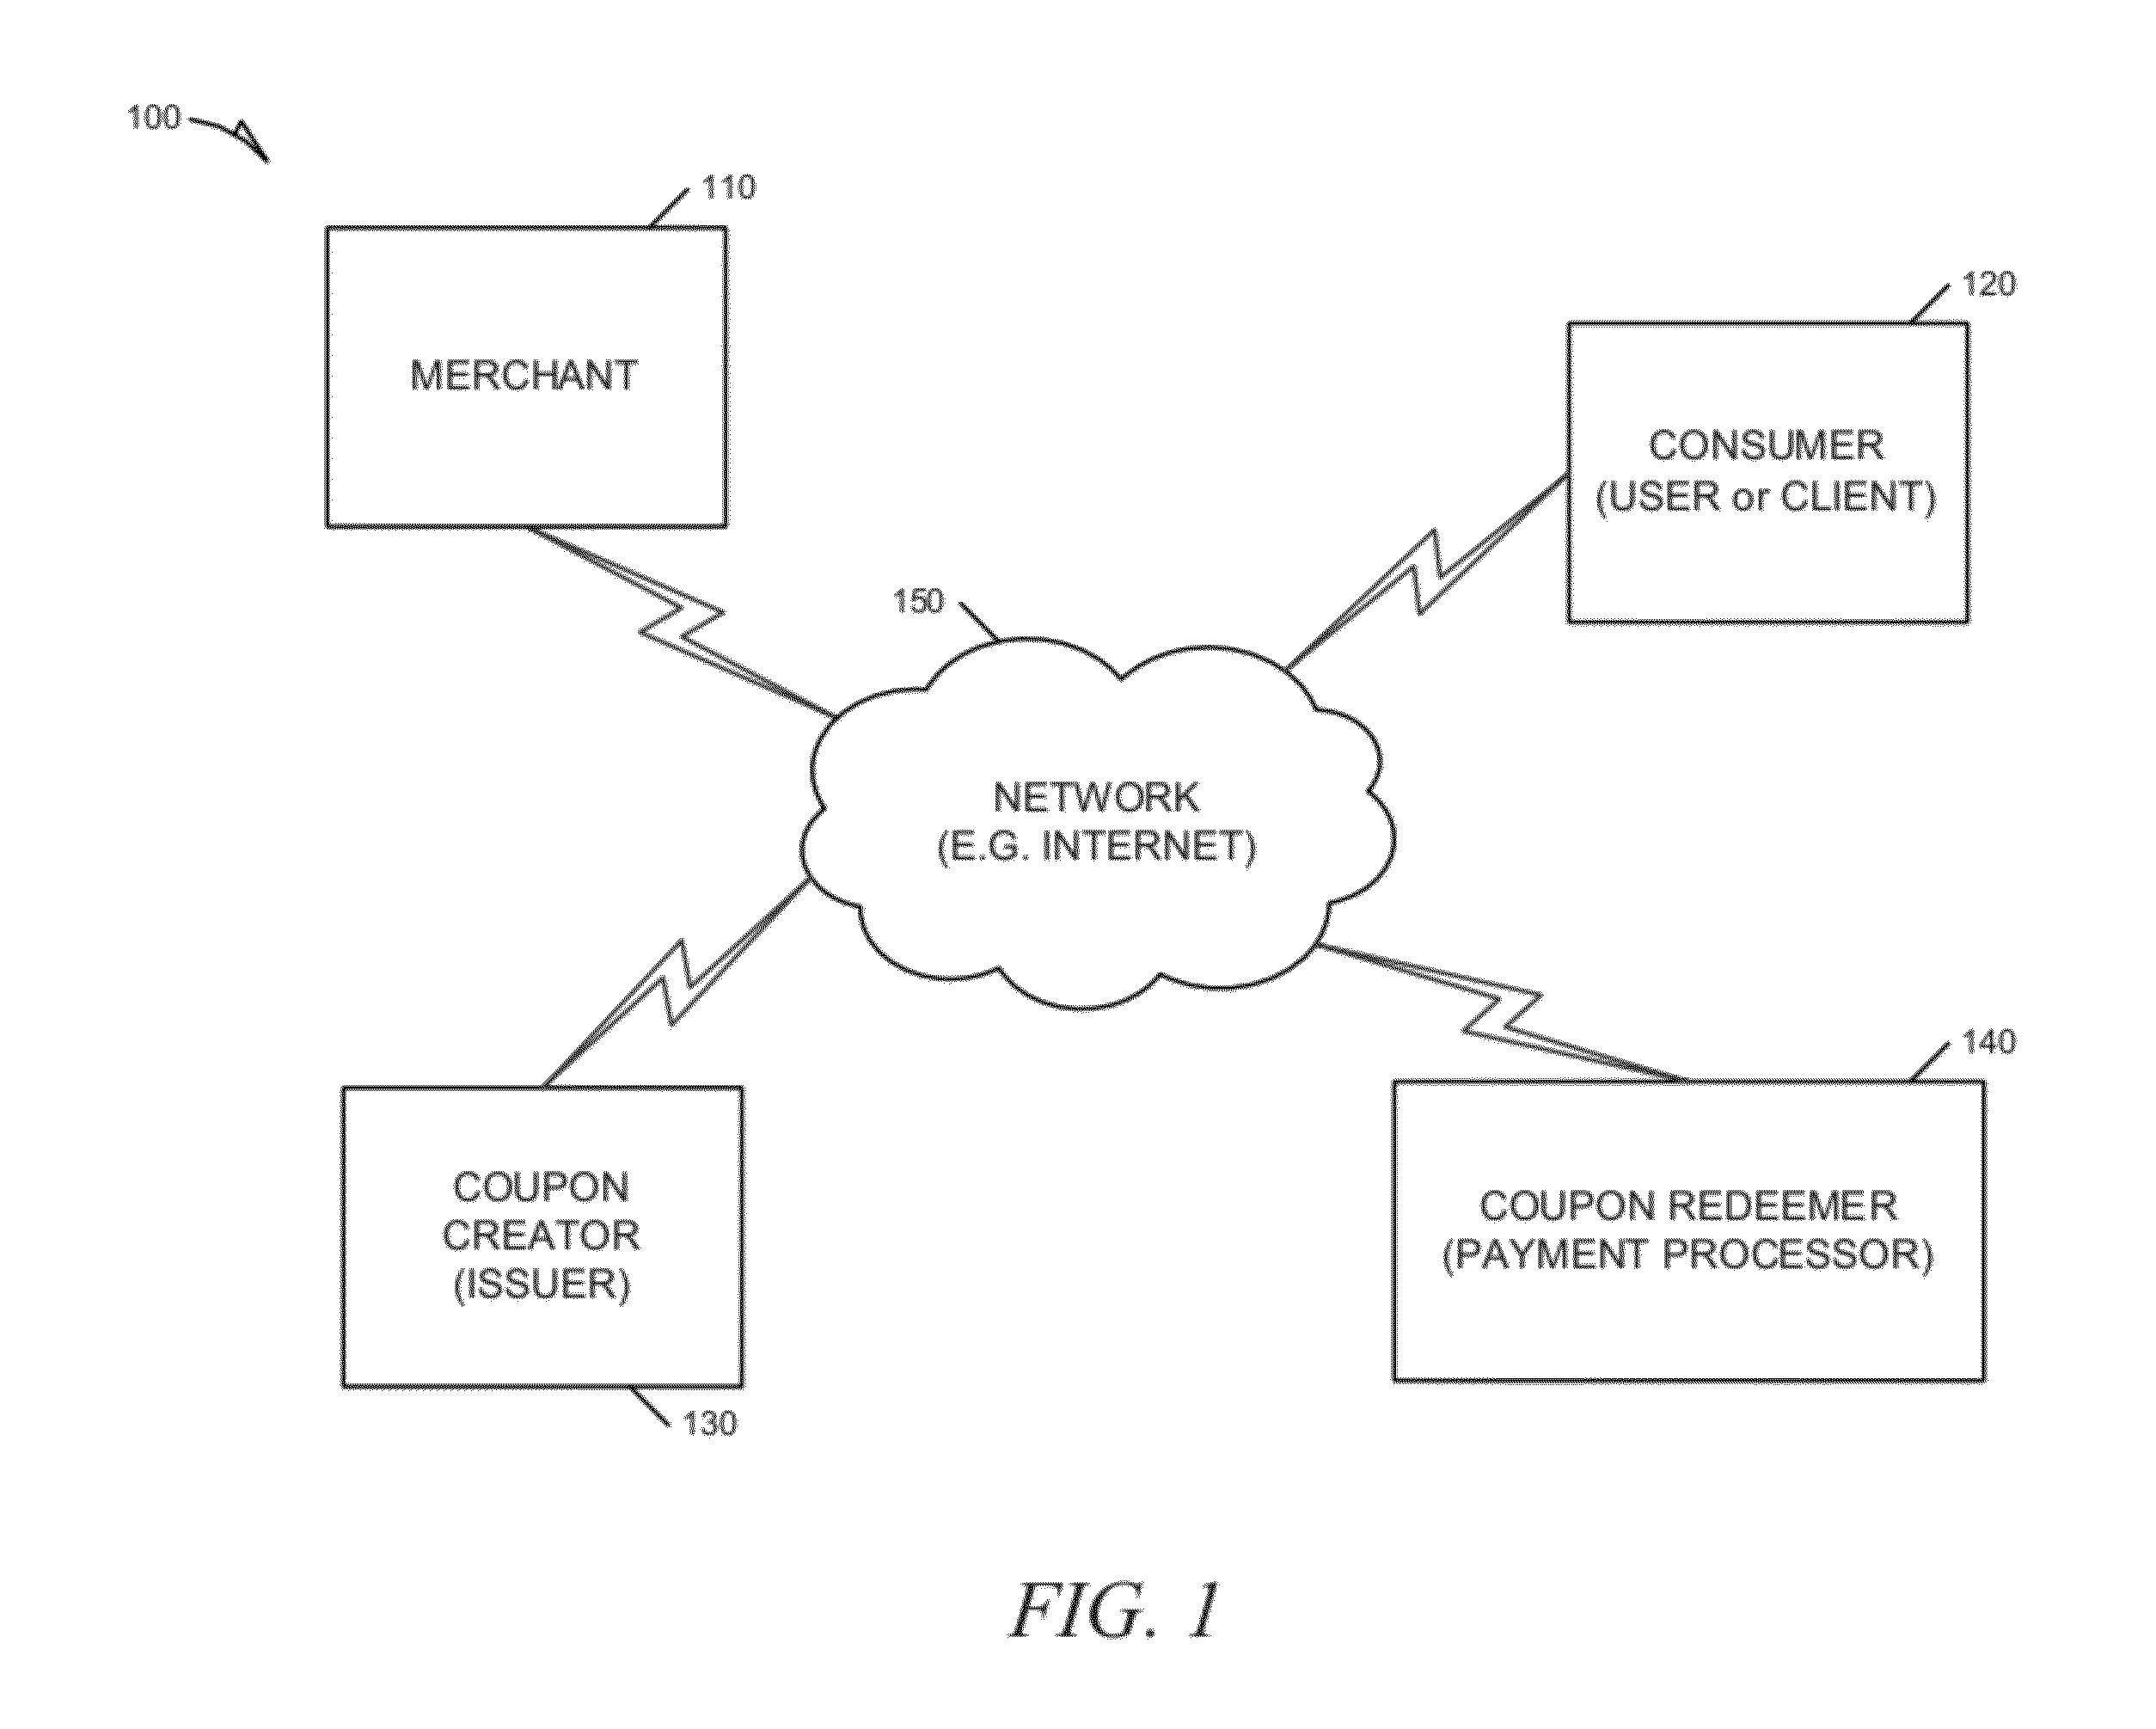 100
110
MERCHANT
120
CONSUMER
(USER or CLIENT)
150
NETWORK
(E.G. INTERNET)
140
COUPON REDEEMER
(PAYMENT PROCESSOR)
COUPON
CREATOR
(ISSUER)
130
FIG. 1